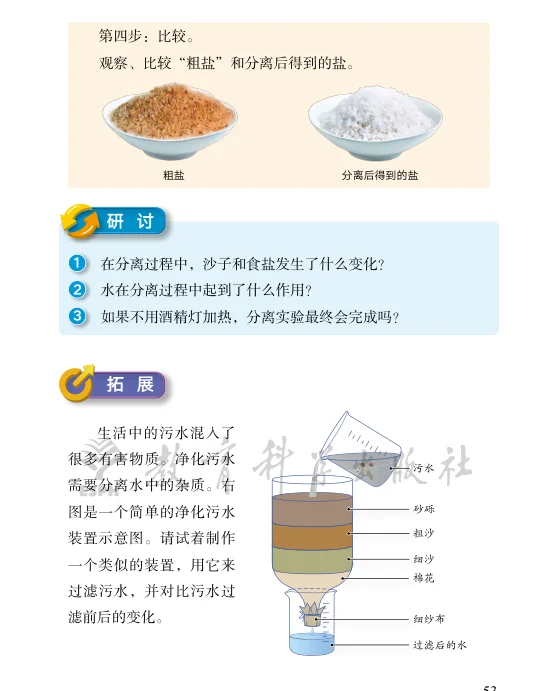 第四步：比较。
观察、比较“粗盐”和分离后得到的盐。
粗盐
分离后得到的盐
研 讨
1 在分离过程中，沙子和食盐发生了什么变化？
2 水在分离过程中起到了什么作用？
3 如果不用酒精灯加热，分离实验最终会完成吗？
拓 展
生活中的污水混入了
很多有害物质。净化污水
需要分离水中的杂质。右
图是一个简单的净化污水
装置示意图。请试着制作
一个类似的装置，用它来
过滤污水，并对比污水过
滤前后的变化。
污水
砂砾
粗沙
细沙
棉花
细纱布
过滤后的水
教育科学出版社